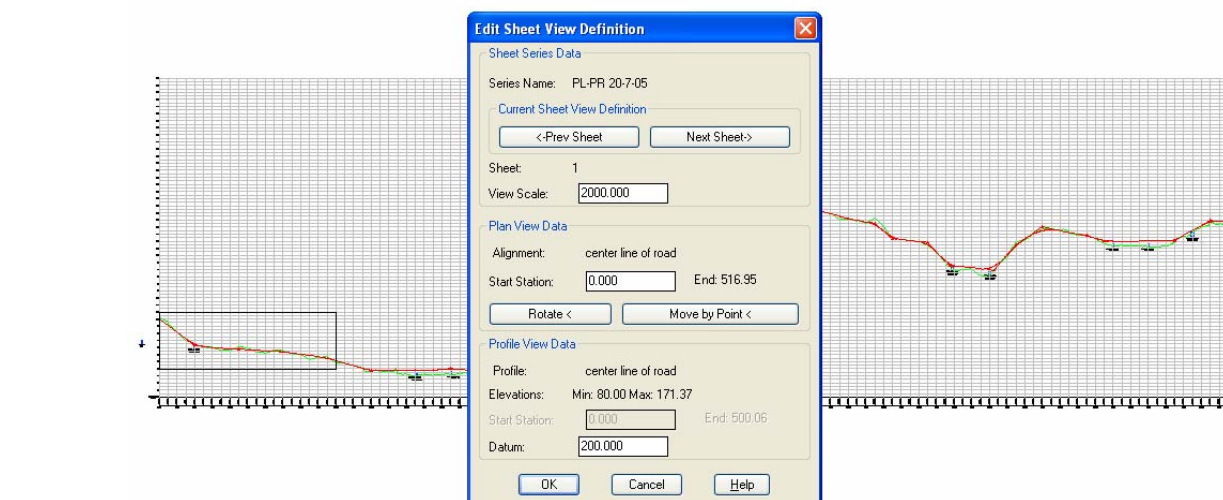 Edit Sheet View Definition
Sheet Series Data
Series Name: PL-PR 20-7-05
Current Sheet View Definition
<-Prev Sheet Next Sheet->
Sheet: 1
View Scale: 2000.000
Plan View Data
Alignment: center line of road
Start Station: 0.000 End: 516.95
Rotate < Move by Point <
Profile View Data
Profile: center line of road
Elevations: Min: 80.00 Max: 171.37
Start Station: 0.000 End: 500.06
Datum: 200.000
OK Cancel Help